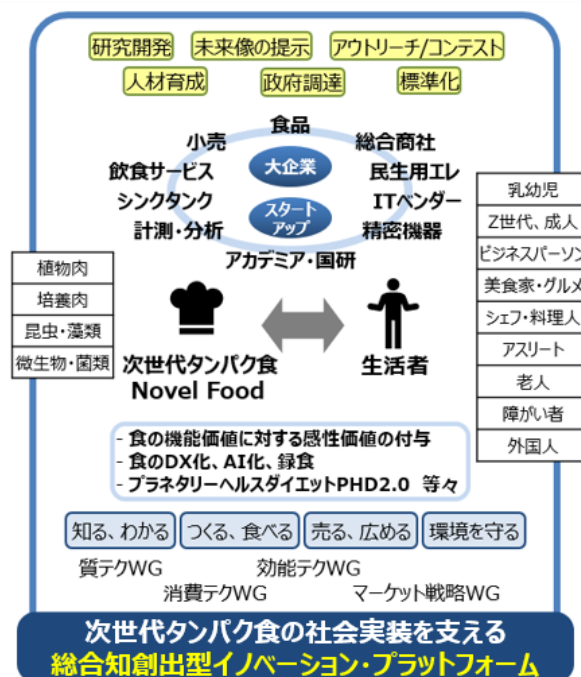 研究開発 未来像の提示 アウトリーチ/コンテスト
人材育成 政府調達 標準化
食品
小売 総合商社
大企業
飲食サービス 民生用エレ
シンクタンク ITベンダー
スタート
アップ
計測・分析 精密機器
アカデミア・国研
植物肉
培養肉
昆虫・藻類
微生物・菌類
次世代タンパク食
Novel Food
生活者
乳幼児
Z世代、成人
ビジネスパーソン
美食家・グルメ
シェフ・料理人
アスリート
老人
障がい者
外国人
- 食の機能価値に対する感性価値の付与
- 食のDX化、AI化、録食
- プラネタリーヘルスダイエットPHD2.0 等々
知る、わかる つくる、食べる 売る、広める 環境を守る
質テクWG 効能テクWG
消費テクWG マーケット戦略WG
次世代タンパク食の社会実装を支える
総合知創出型イノベーション・プラットフォーム